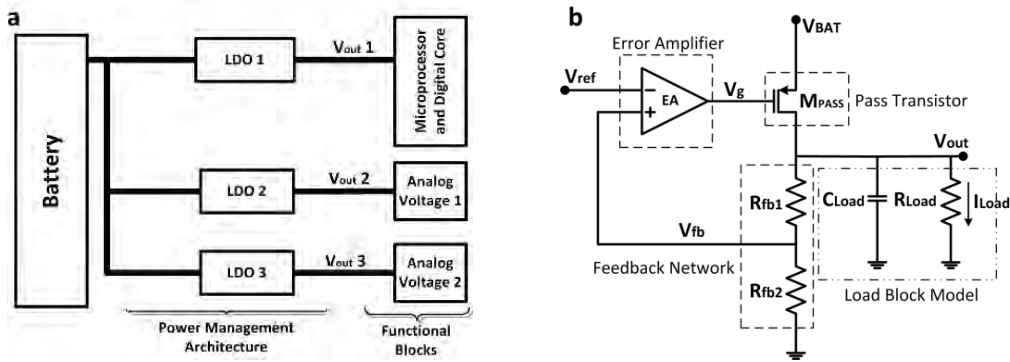 a
Battery
LDO 1
Vout 1
Microprocessor
and Digital Core
LDO 2
Vout 2
Analog
Voltage 1
LDO 3
Vout 3
Analog
Voltage 2
Power Management
Architecture
Functional
Blocks
b
VBAT
Error Amplifier
Vref
EA
Vg
MPASS
Pass Transistor
Vout
Rfb1
CLoad
RLoad
ILoad
Vfb
Feedback Network
Rfb2
Load Block Model